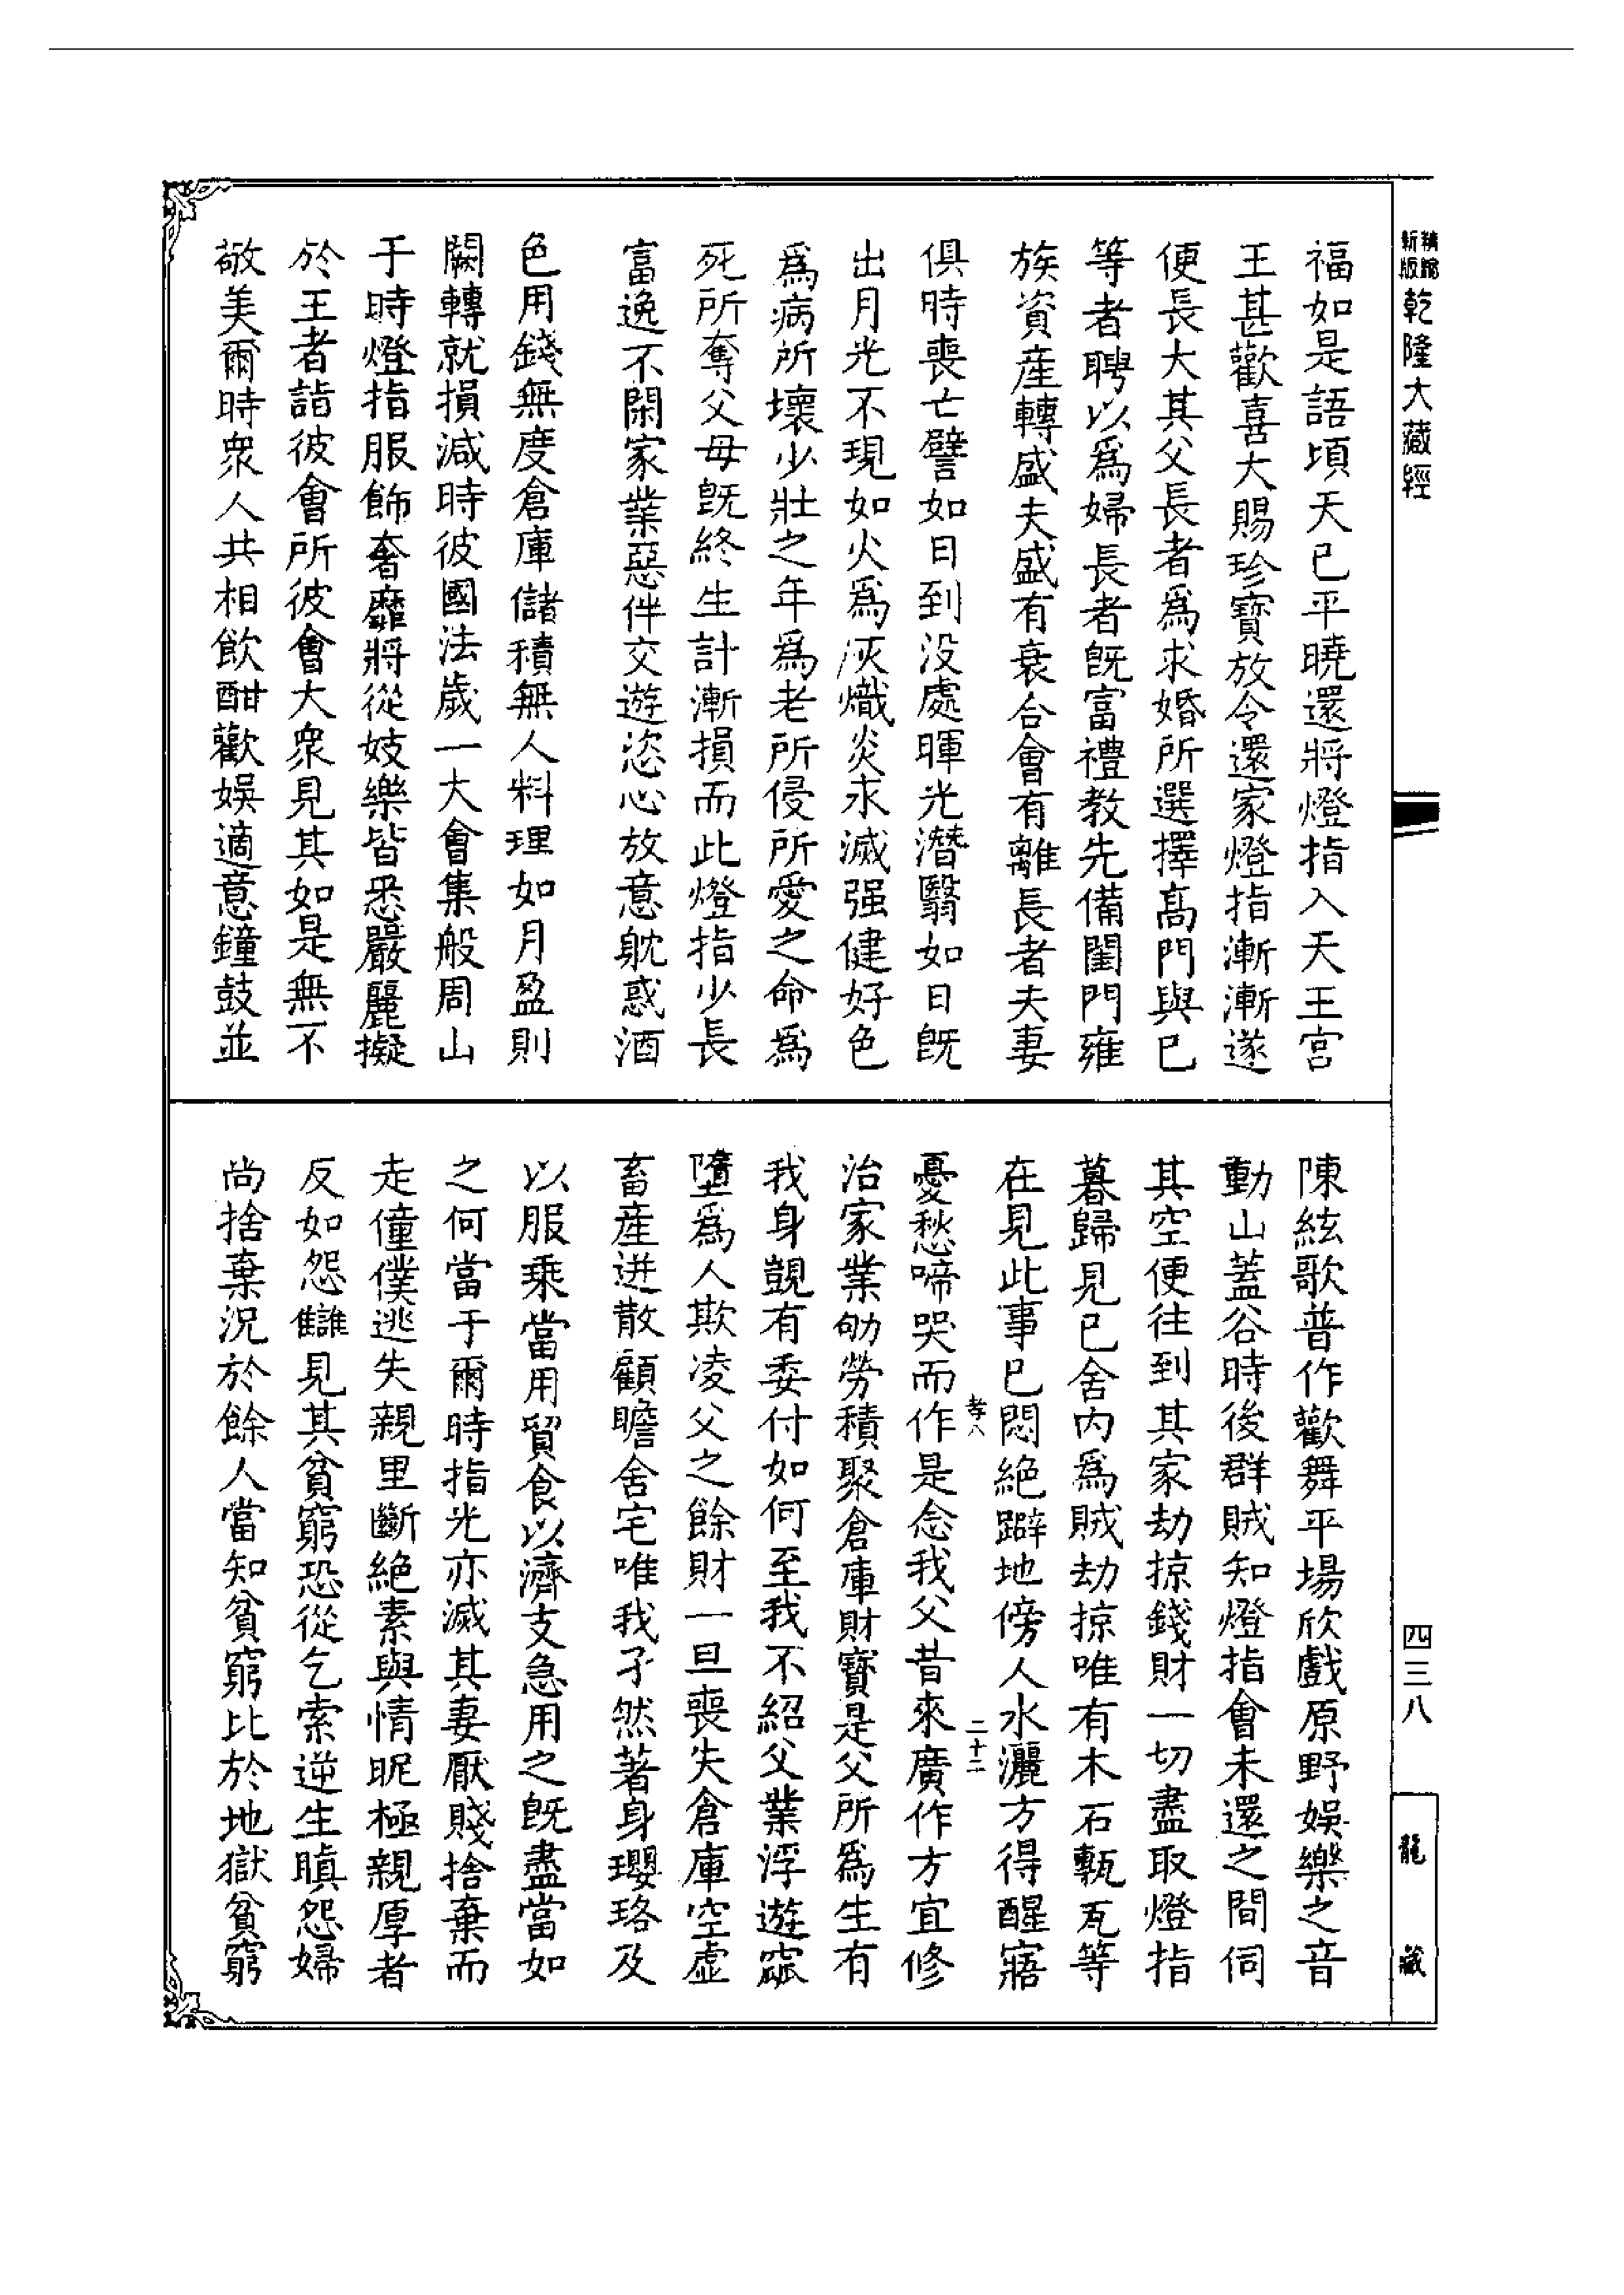 精縮新版乾隆大藏經
福如是語頃天已平曉還將燈指入天王宮
王甚歡喜大賜珍寶放令還家燈指漸漸遂
便長大其父長者爲求婚所選擇高門與已
等者聘以爲婦長者既富禮教先備閨門雍
族資産轉盛夫盛有衰合會有離長者夫妻
俱時喪亡譬如日到没處暉光潛翳如日既
出月光不現如火爲灰熾炎永滅强健好色
爲病所壞少壯之年爲老所侵所愛之命爲
死所奪父母既終生計漸損而此燈指少長
富逸不閑家業惡伴交遊恣心放意躭惑酒
色用錢無度倉庫儲積無人料理如月盈則
闕轉就損減時彼國法歲一大會集般周山
于時燈指服飾奢靡將從妓樂皆悉嚴麗擬
於王者詣彼會所彼會大衆見其如是無不
敬美爾時衆人共相飲酣歡娛適意鐘鼓並
陳絃歌普作歡舞平場欣戲原野娛樂之音
動山蓋谷時後群賊知燈指會未還之間伺
其空便往到其家劫掠錢財一切盡取燈指
暮歸見已舍内爲賊劫掠唯有木石甎瓦等
在見此事已悶絶躃地傍人水灑方得醒寤
孝八 二十二
憂愁啼哭而作是念我父昔來廣作方宜修
治家業劬勞積聚倉庫財寶是父所爲生有
我身覬有委付如何至我不紹父業浮遊窳
墮爲人欺凌父之餘財一旦喪失倉庫空虛
畜産迸散顧瞻舍宅唯我孑然著身瓔珞及
以服乘當用貿食以濟支急用之既盡當如
之何當于爾時指光亦滅其妻厭賤捨棄而
走僮僕逃失親里斷絶素與情昵極親厚者
反如怨讎見其貧窮恐從乞索逆生瞋怨婦
尚捨棄况於餘人當知貧窮比於地獄貧窮
四三八
龍藏